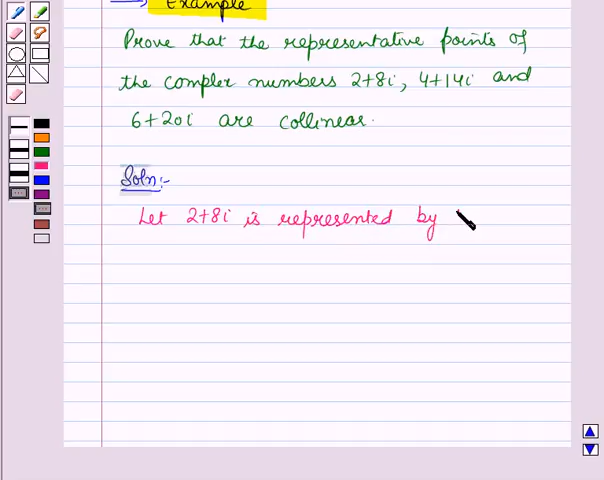 Example
Prove that the representative points of
the complex numbers 2+8i, 4+14i and
6+20i are collinear.
Soln:-
Let 2+8i is represented by